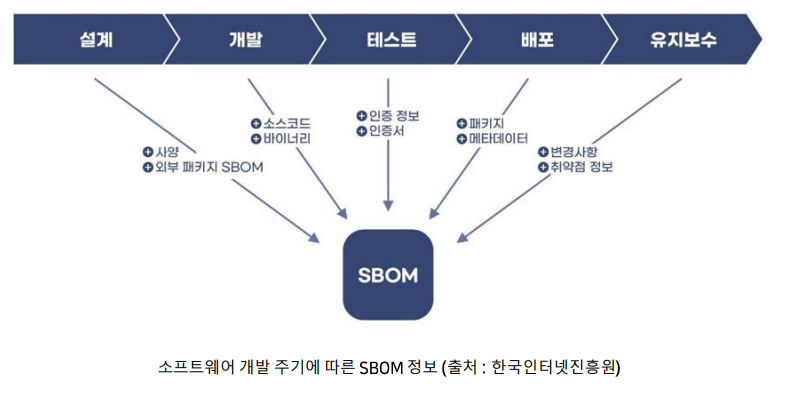 설계
개발
테스트
배포
유지보수
사양
외부 패키지 SBOM
소스코드
바이너리
인증 정보
인증서
패키지
메타데이터
변경사항
취약점 정보
SBOM
소프트웨어 개발 주기에 따른 SBOM 정보 (출처 : 한국인터넷진흥원)